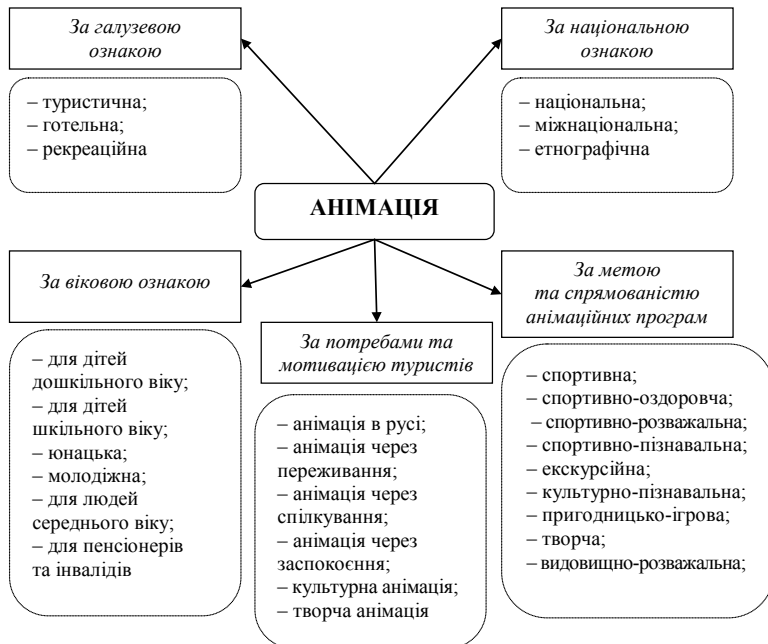 За галузевою
ознакою
– туристична;
– готельна;
– рекреаційна
За національною
ознакою
– національна;
– міжнаціональна;
– етнографічна
АНІМАЦІЯ
За віковою ознакою
– для дітей
дошкільного віку;
– для дітей
шкільного віку;
– юнацька;
– молодіжна;
– для людей
середнього віку;
– для пенсіонерів
та інвалідів
За потребами та
мотивацією туристів
– анімація в русі;
– анімація через
переживання;
– анімація через
спілкування;
– анімація через
заспокоєння;
– культурна анімація;
– творча анімація
За метою
та спрямованістю
анімаційних програм
– спортивна;
– спортивно-оздоровча;
– спортивно-розважальна;
– спортивно-пізнавальна;
– екскурсійна;
– культурно-пізнавальна;
– пригодницько-ігрова;
– творча;
– видовищно-розважальна;